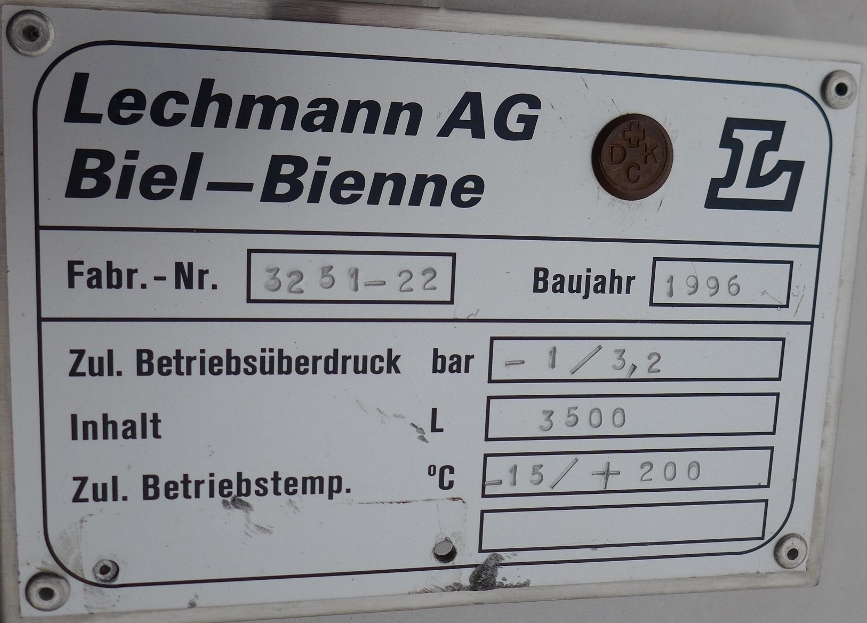 Lechmann AG
Biel–Bienne
DCK
L
Fabr.-Nr. 3251-22 Baujahr 1996
Zul. Betriebsüberdruck bar -1/3,2
Inhalt L 3500
Zul. Betriebstemp. °C -15/+200